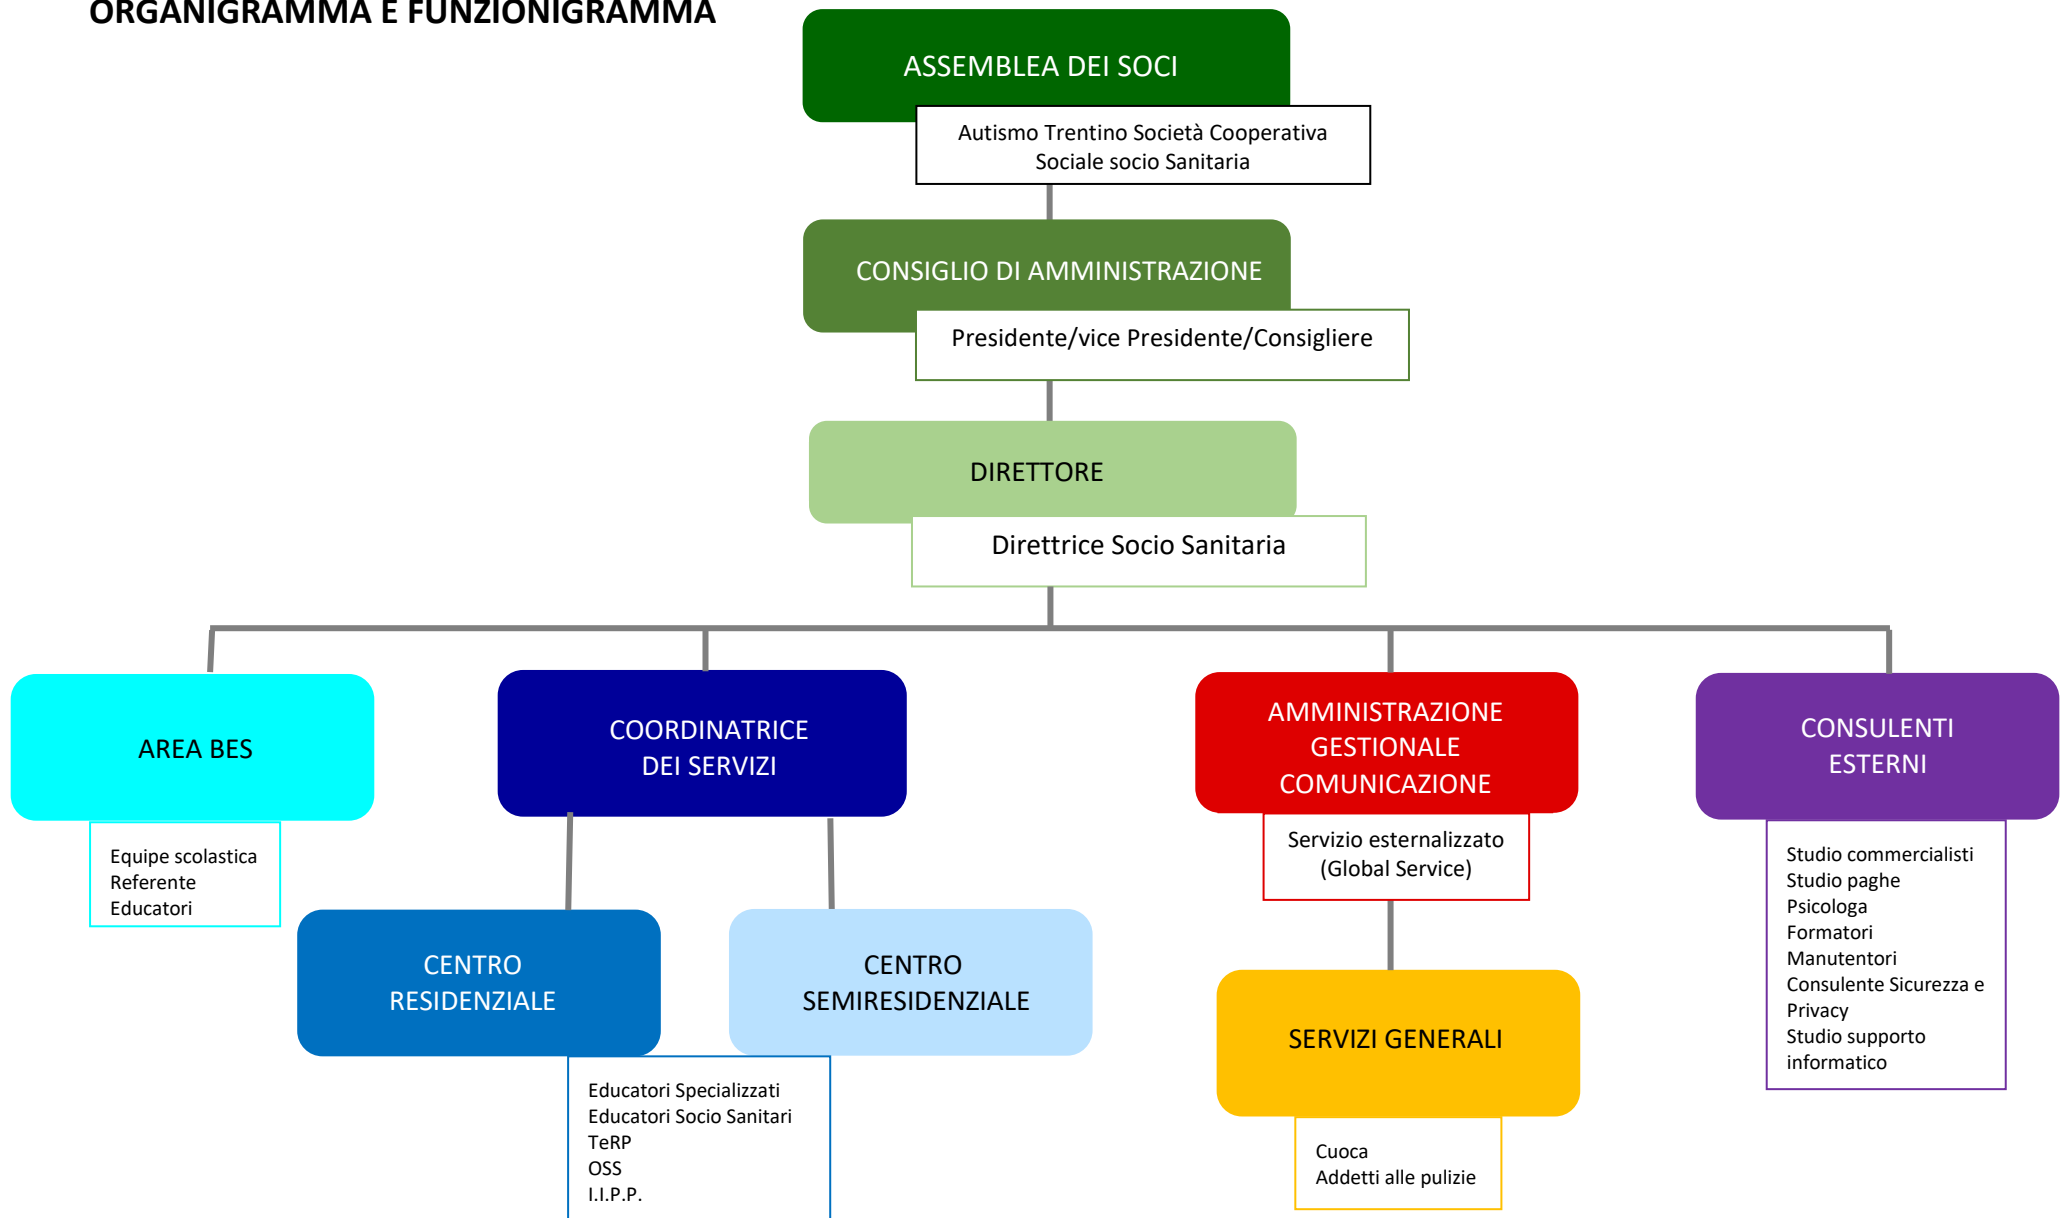 ORGANIGRAMMA E FUNZIONIGRAMMA
ASSEMBLEA DEI SOCI
Autismo Trentino Società Cooperativa
Sociale socio Sanitaria
CONSIGLIO DI AMMINISTRAZIONE
Presidente/vice Presidente/Consigliere
DIRETTORE
Direttrice Socio Sanitaria
AREA BES
Equipe scolastica
Referente
Educatori
COORDINATRICE
DEI SERVIZI
CENTRO
RESIDENZIALE
CENTRO
SEMIRESIDENZIALE
Educatori Specializzati
Educatori Socio Sanitari
TeRP
OSS
I.I.P.P.
AMMINISTRAZIONE
GESTIONALE
COMUNICAZIONE
Servizio esternalizzato
(Global Service)
SERVIZI GENERALI
Cuoca
Addetti alle pulizie
CONSULENTI
ESTERNI
Studio commercialisti
Studio paghe
Psicologa
Formatori
Manutentori
Consulente Sicurezza e
Privacy
Studio supporto
informatico